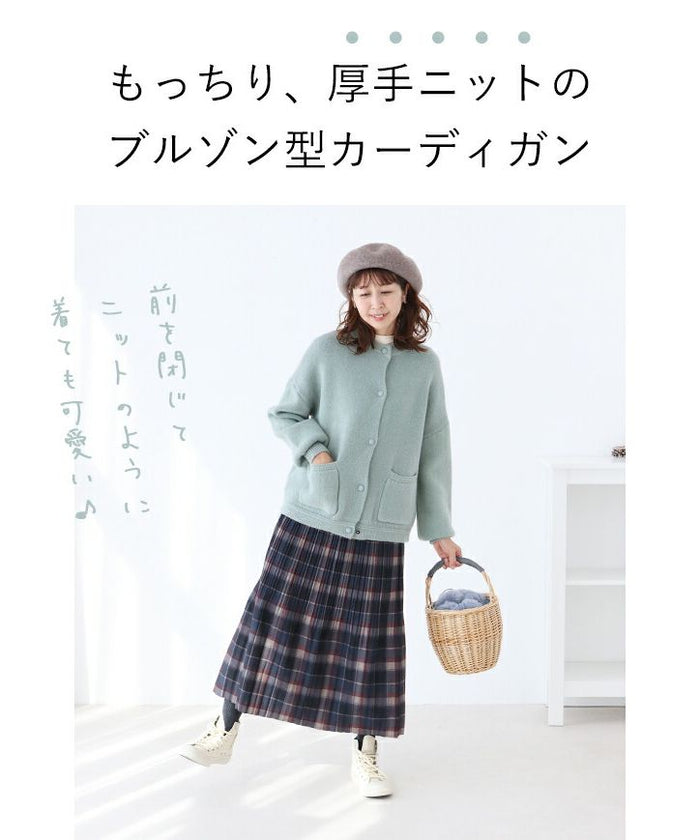 もっちり、厚手ニットの
ブルゾン型カーディガン
前を閉じて
ニットのように
着ても可愛い♪